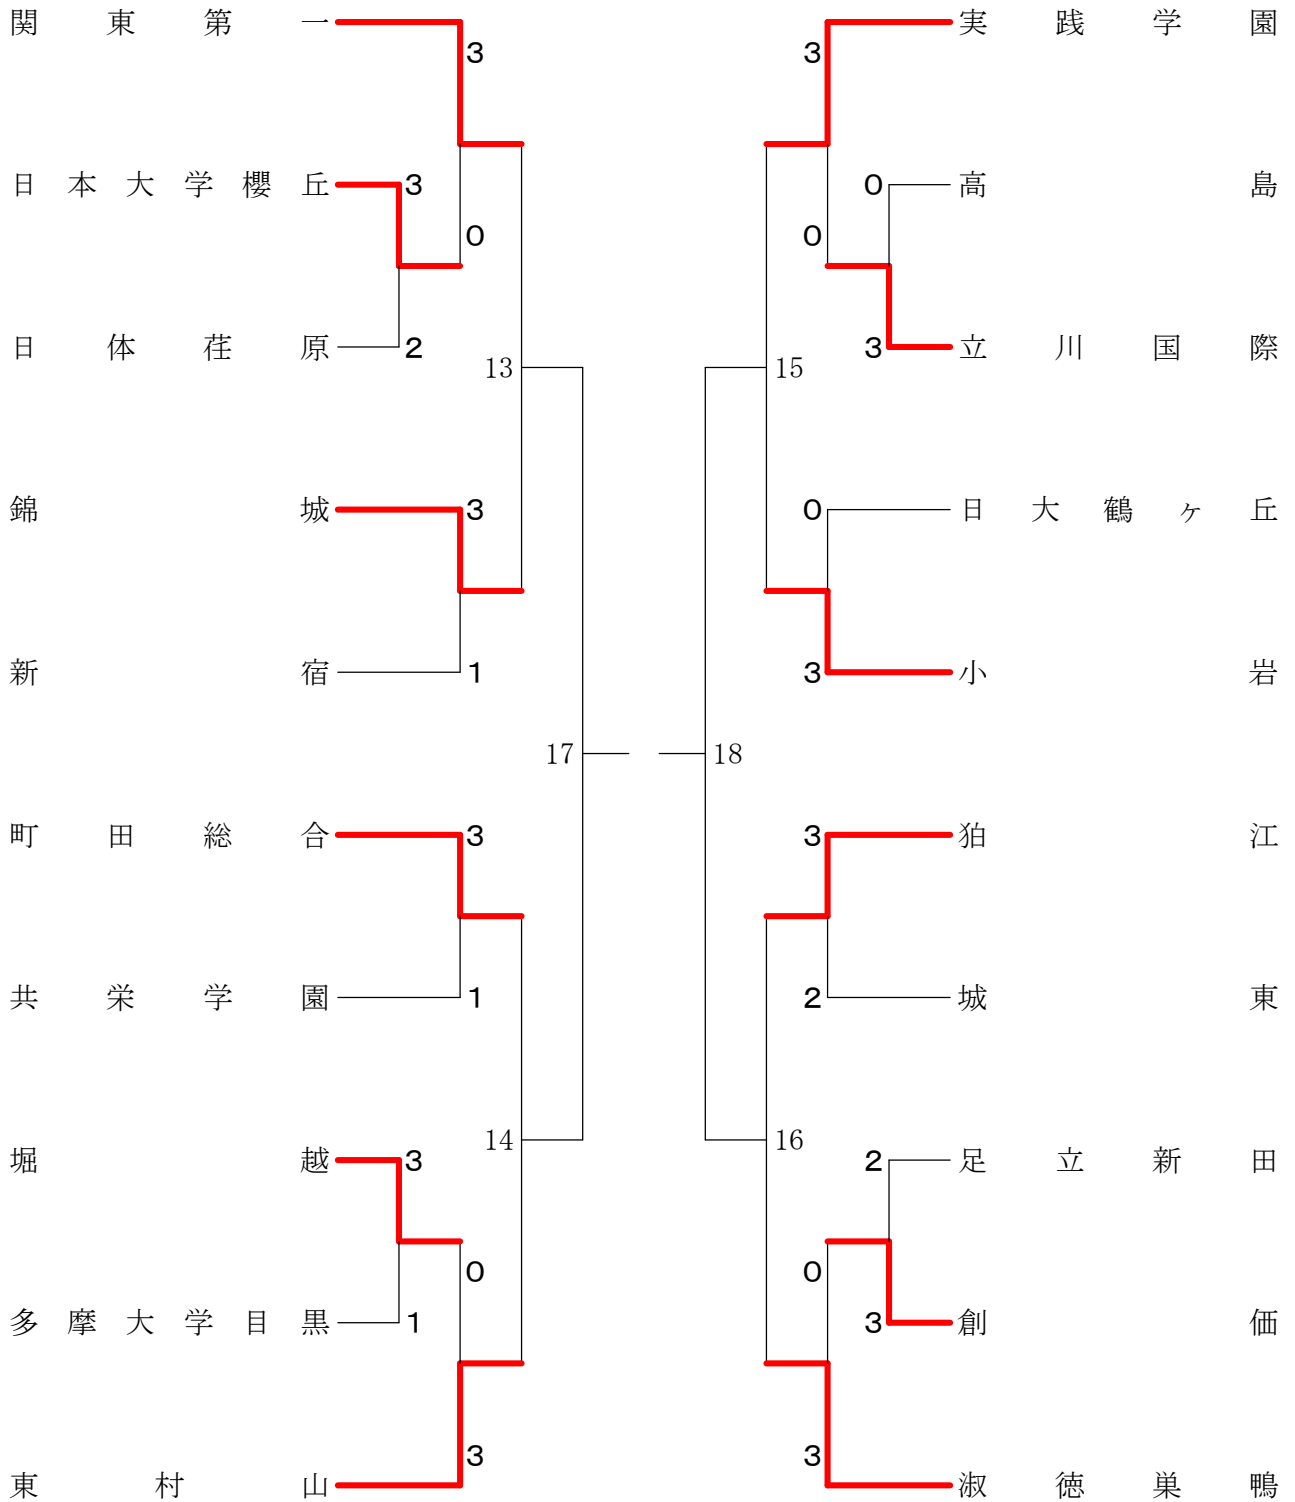 関東第一
3
日本大学櫻丘
3
0
日体荏原
2
13
錦城
3
新宿
1
17
町田総合
3
共栄学園
1
14
堀越
3
0
多摩大学目黒
1
3
東村山
実践学園
3
高島
0
0
立川国際
3
15
日大鶴ヶ丘
0
小岩
3
18
狛江
3
城東
2
16
足立新田
2
0
創価
3
3
淑徳巣鴨